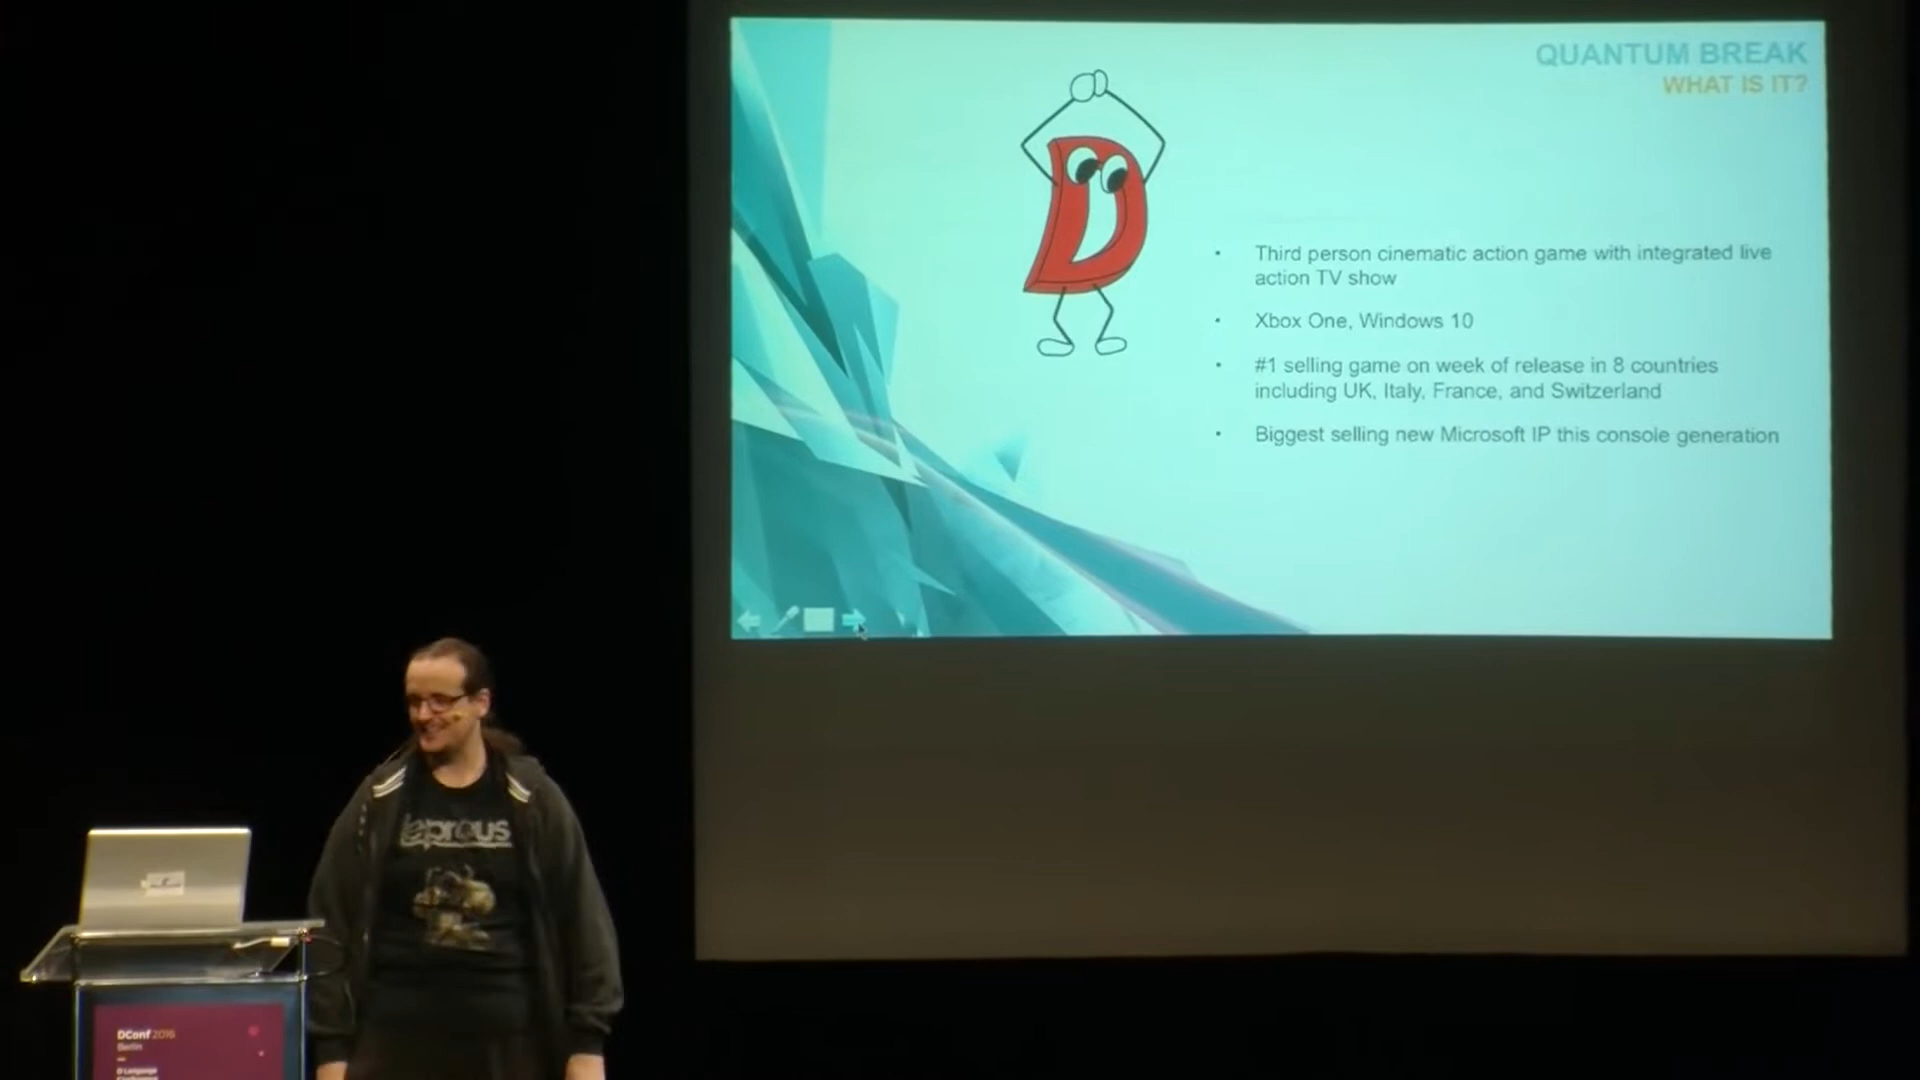 QUANTUM BREAK
WHAT IS IT?
• Third person cinematic action game with integrated live
action TV show
• Xbox One, Windows 10
• #1 selling game on week of release in 8 countries
including UK, Italy, France, and Switzerland
• Biggest selling new Microsoft IP this console generation
leprous
DConf 2016
Berlin
D Language
Conference